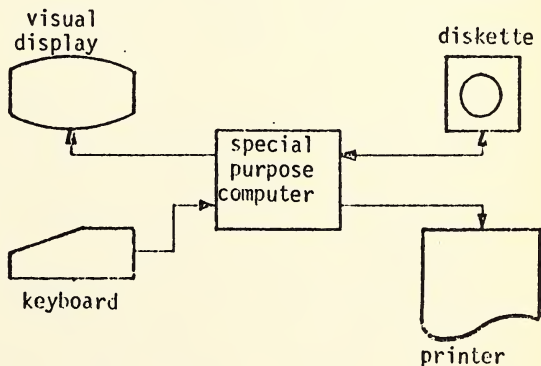 visual
display
diskette
special
purpose
computer
keyboard
printer